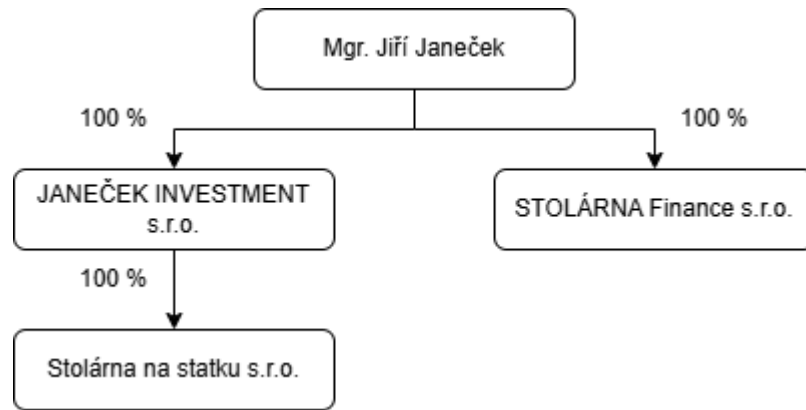 Mgr. Jiří Janeček
100 %
100 %
JANEČEK INVESTMENT
s.r.o.
STOLÁRNA Finance s.r.o.
100 %
Stolárna na statku s.r.o.